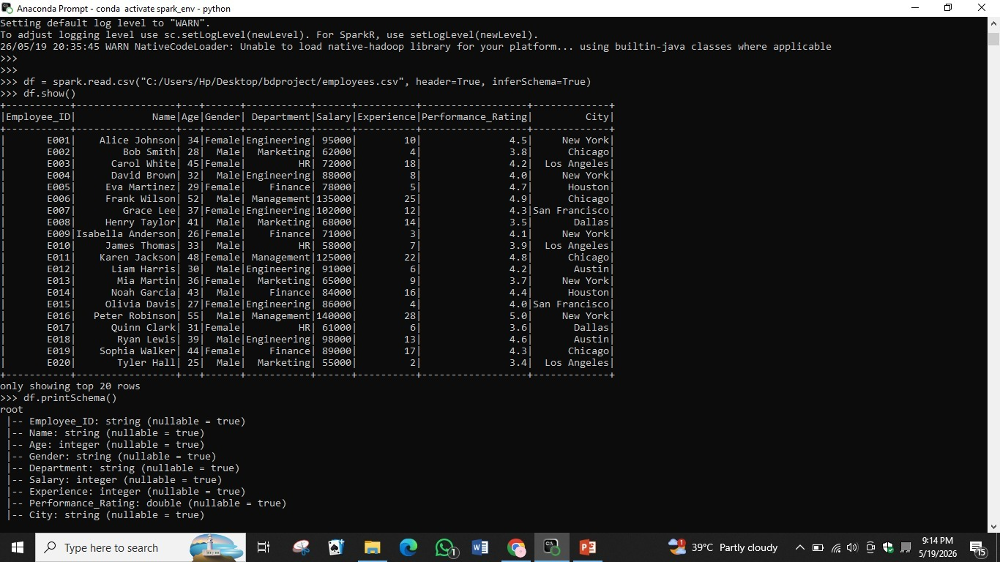 Anaconda Prompt - conda  activate spark_env - python
Setting default log level to "WARN".
To adjust logging level use sc.setLogLevel(newLevel). For SparkR, use setLogLevel(newLevel).
26/05/19 20:35:45 WARN NativeCodeLoader: Unable to load native-hadoop library for your platform... using builtin-java classes where applicable
>>>
>>>
>>> df = spark.read.csv("C:/Users/Hp/Desktop/bdproject/employees.csv", header=True, inferSchema=True)
>>> df.show()
+-----------+-----------------+---+------+-----------+------+----------+------------------+-------------+
|Employee_ID|             Name|Age|Gender| Department|Salary|Experience|Performance_Rating|         City|
+-----------+-----------------+---+------+-----------+------+----------+------------------+-------------+
|       E001|    Alice Johnson| 34|Female|Engineering| 95000|        10|               4.5|     New York|
|       E002|        Bob Smith| 28|  Male|  Marketing| 62000|         4|               3.8|      Chicago|
|       E003|      Carol White| 45|Female|         HR| 72000|        18|               4.2|  Los Angeles|
|       E004|      David Brown| 32|  Male|Engineering| 88000|         8|               4.0|     New York|
|       E005|     Eva Martinez| 29|Female|    Finance| 78000|         5|               4.7|      Houston|
|       E006|     Frank Wilson| 52|  Male| Management|135000|        25|               4.9|      Chicago|
|       E007|        Grace Lee| 37|Female|Engineering|102000|        12|               4.3|San Francisco|
|       E008|     Henry Taylor| 41|  Male|  Marketing| 68000|        14|               3.5|       Dallas|
|       E009|Isabella Anderson| 26|Female|    Finance| 71000|         3|               4.1|     New York|
|       E010|     James Thomas| 33|  Male|         HR| 58000|         7|               3.9|  Los Angeles|
|       E011|    Karen Jackson| 48|Female| Management|125000|        22|               4.8|      Chicago|
|       E012|      Liam Harris| 30|  Male|Engineering| 91000|         6|               4.2|       Austin|
|       E013|       Mia Martin| 36|Female|  Marketing| 65000|         9|               3.7|     New York|
|       E014|      Noah Garcia| 43|  Male|    Finance| 84000|        16|               4.4|      Houston|
|       E015|     Olivia Davis| 27|Female|Engineering| 86000|         4|               4.0|San Francisco|
|       E016|   Peter Robinson| 55|  Male| Management|140000|        28|               5.0|     New York|
|       E017|      Quinn Clark| 31|Female|         HR| 61000|         6|               3.6|       Dallas|
|       E018|       Ryan Lewis| 39|  Male|Engineering| 98000|        13|               4.6|       Austin|
|       E019|    Sophia Walker| 44|Female|    Finance| 89000|        17|               4.3|      Chicago|
|       E020|       Tyler Hall| 25|  Male|  Marketing| 55000|         2|               3.4|  Los Angeles|
+-----------+-----------------+---+------+-----------+------+----------+------------------+-------------+
only showing top 20 rows
>>> df.printSchema()
root
 |-- Employee_ID: string (nullable = true)
 |-- Name: string (nullable = true)
 |-- Age: integer (nullable = true)
 |-- Gender: string (nullable = true)
 |-- Department: string (nullable = true)
 |-- Salary: integer (nullable = true)
 |-- Experience: integer (nullable = true)
 |-- Performance_Rating: double (nullable = true)
 |-- City: string (nullable = true)
Type here to search
1
1
39°C  Partly cloudy
9:14 PM
5/19/2026
15